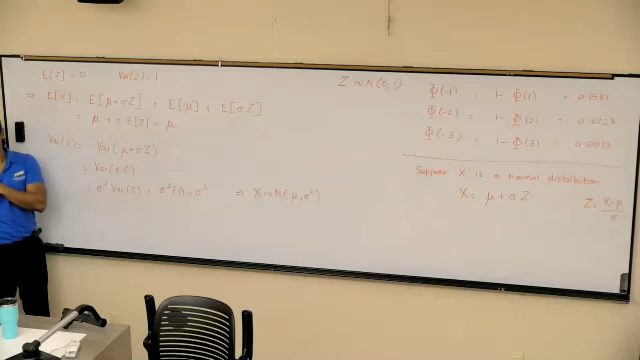 E[Z] = 0 Var(Z) = 1
⇒ E[X] = E[μ+σZ] = E[μ] + E[σZ]
= μ + σ·E[Z] = μ
Var( ) = Var(μ+σZ)
= Var(σZ)
= σ² Var(Z) = σ²(1) = σ² ⇒ X ~ N(μ, σ²)
Z ~ N(0,1)
Φ(-1) = 1 - Φ(1) = 0.1587
Φ(-2) = 1 - Φ(2) = 0.0228
Φ(-3) = 1 - Φ(3) = 0.0013
Suppose 'X' is a normal distribution
X = μ + σZ
Z = X-μ/σ